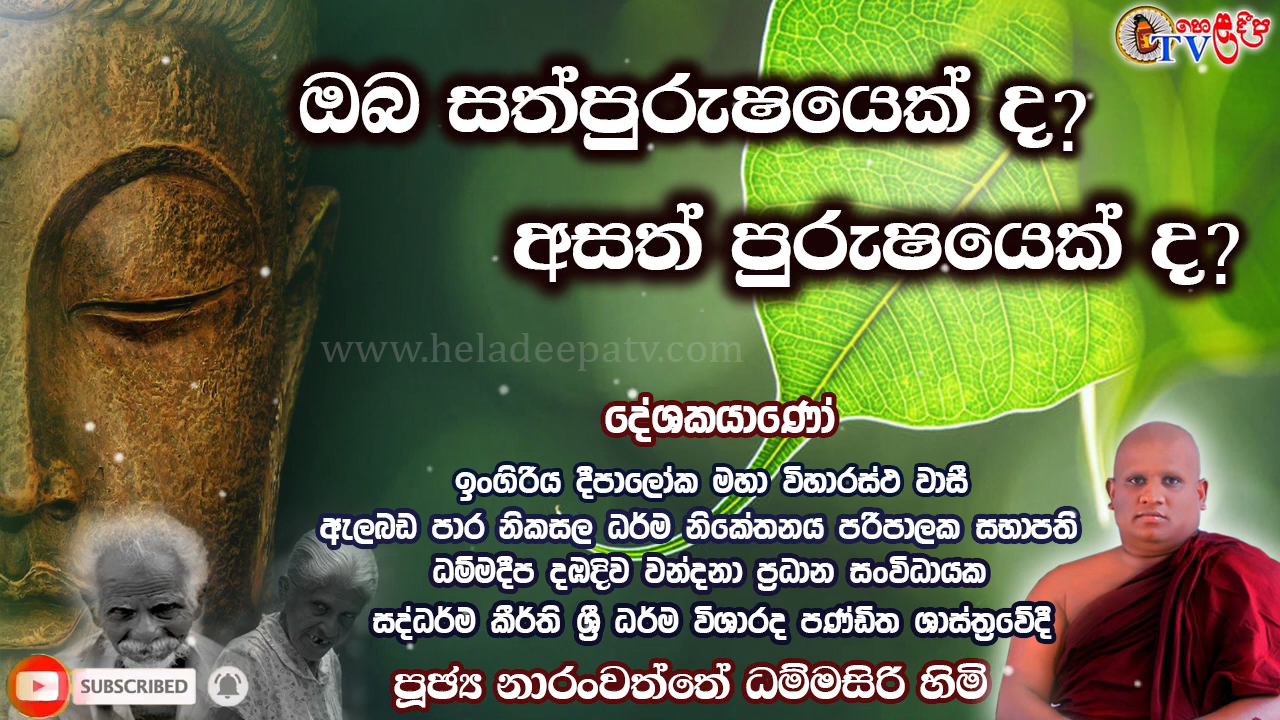 හෙළදීප
TV
ඔබ සත්පුරුෂයෙක් ද?
අසත් පුරුෂයෙක් ද?
www.heladeepatv.com
දේශකයාණෝ
ඉංගිරිය දීපාලෝක මහා විහාරස්ථ වාසී
ඇලබඩ පාර නිකසල ධර්ම නිකේතනය පරිපාලක සභාපති
ධම්මදීප දඹදිව වන්දනා ප්‍රධාන සංවිධායක
සද්ධර්ම කීර්ති ශ්‍රී ධර්ම විශාරද පණ්ඩිත ශාස්ත්‍රවේදී
පූජ්‍ය නාරංවත්තේ ධම්මසිරි හිමි
SUBSCRIBED